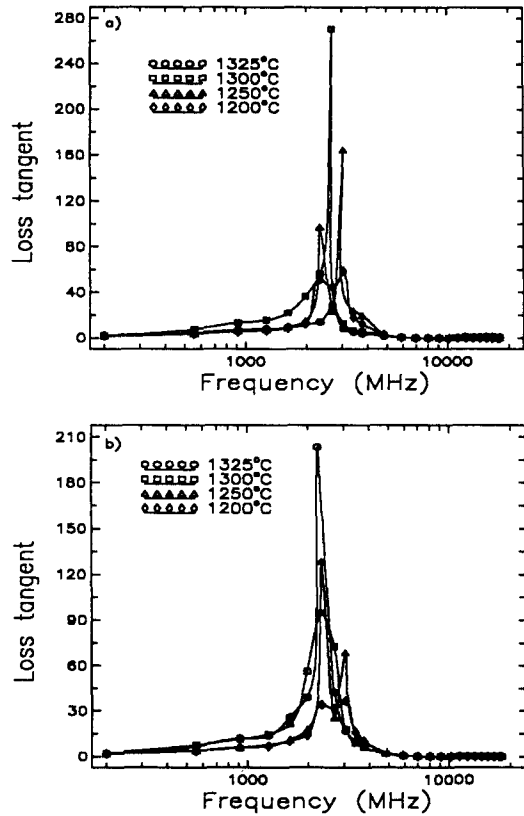 a)
1325°C
1300°C
1250°C
1200°C
280
240
200
160
120
80
40
0
Loss tangent
1000 10000
Frequency (MHz)
b)
1325°C
1300°C
1250°C
1200°C
210
180
150
120
90
60
30
0
Loss tangent
1000 10000
Frequency (MHz)